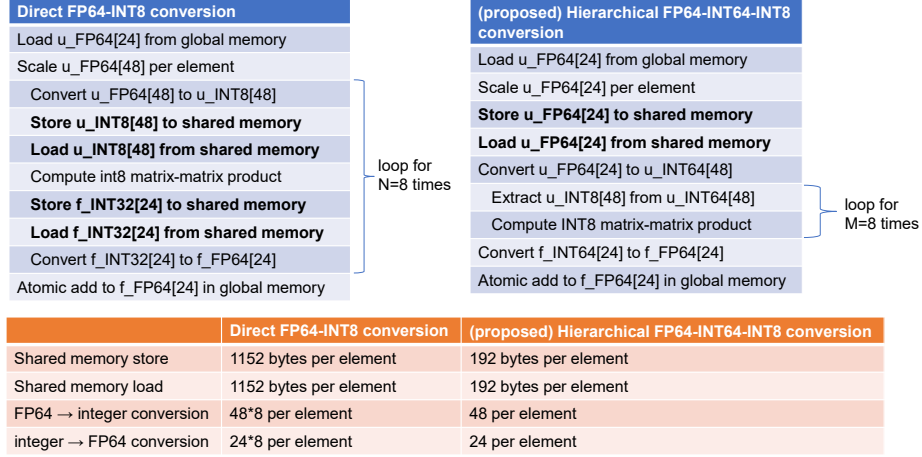 Direct FP64-INT8 conversion
Load u_FP64[24] from global memory
Scale u_FP64[48] per element
Convert u_FP64[48] to u_INT8[48]
Store u_INT8[48] to shared memory
Load u_INT8[48] from shared memory
Compute int8 matrix-matrix product
Store f_INT32[24] to shared memory
Load f_INT32[24] from shared memory
Convert f_INT32[24] to f_FP64[24]
Atomic add to f_FP64[24] in global memory
loop for
N=8 times
(proposed) Hierarchical FP64-INT64-INT8
conversion
Load u_FP64[24] from global memory
Scale u_FP64[24] per element
Store u_FP64[24] to shared memory
Load u_FP64[24] from shared memory
Convert u_FP64[24] to u_INT64[48]
Extract u_INT8[48] from u_INT64[48]
Compute INT8 matrix-matrix product
Convert f_INT64[24] to f_FP64[24]
Atomic add to f_FP64[24] in global memory
loop for
M=8 times
Direct FP64-INT8 conversion (proposed) Hierarchical FP64-INT64-INT8 conversion
Shared memory store 1152 bytes per element 192 bytes per element
Shared memory load 1152 bytes per element 192 bytes per element
FP64 → integer conversion 48*8 per element 48 per element
integer → FP64 conversion 24*8 per element 24 per element